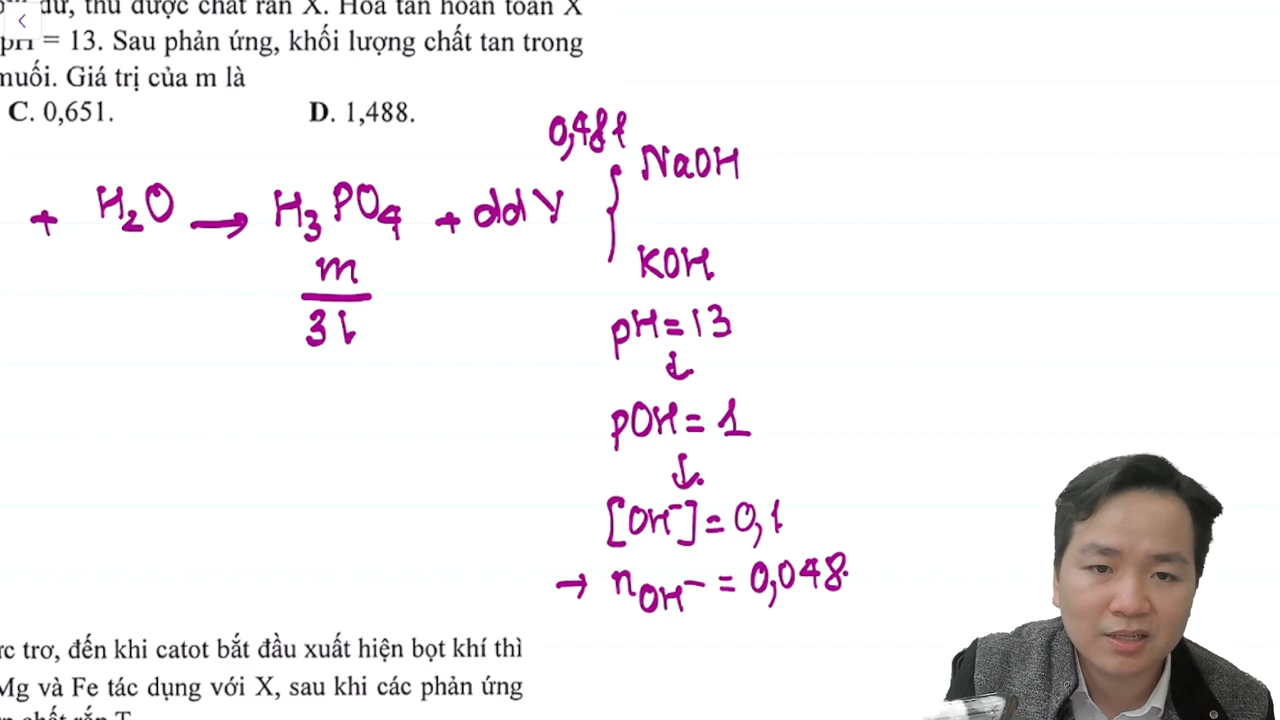 dư, thu được chất rắn X. Hòa tan hoàn toàn X
pH = 13. Sau phản ứng, khối lượng chất tan trong
muối. Giá trị của m là
C. 0,651. D. 1,488.
0,48l
NaOH
+ H₂O → H₃PO₄ + ddY
KOH
m
31
pH=13
↓
pOH=1
↓
[OH⁻]=0,1
→ nOH⁻ = 0,048
trơ, đến khi catot bắt đầu xuất hiện bọt khí thì
Mg và Fe tác dụng với X, sau khi các phản ứng